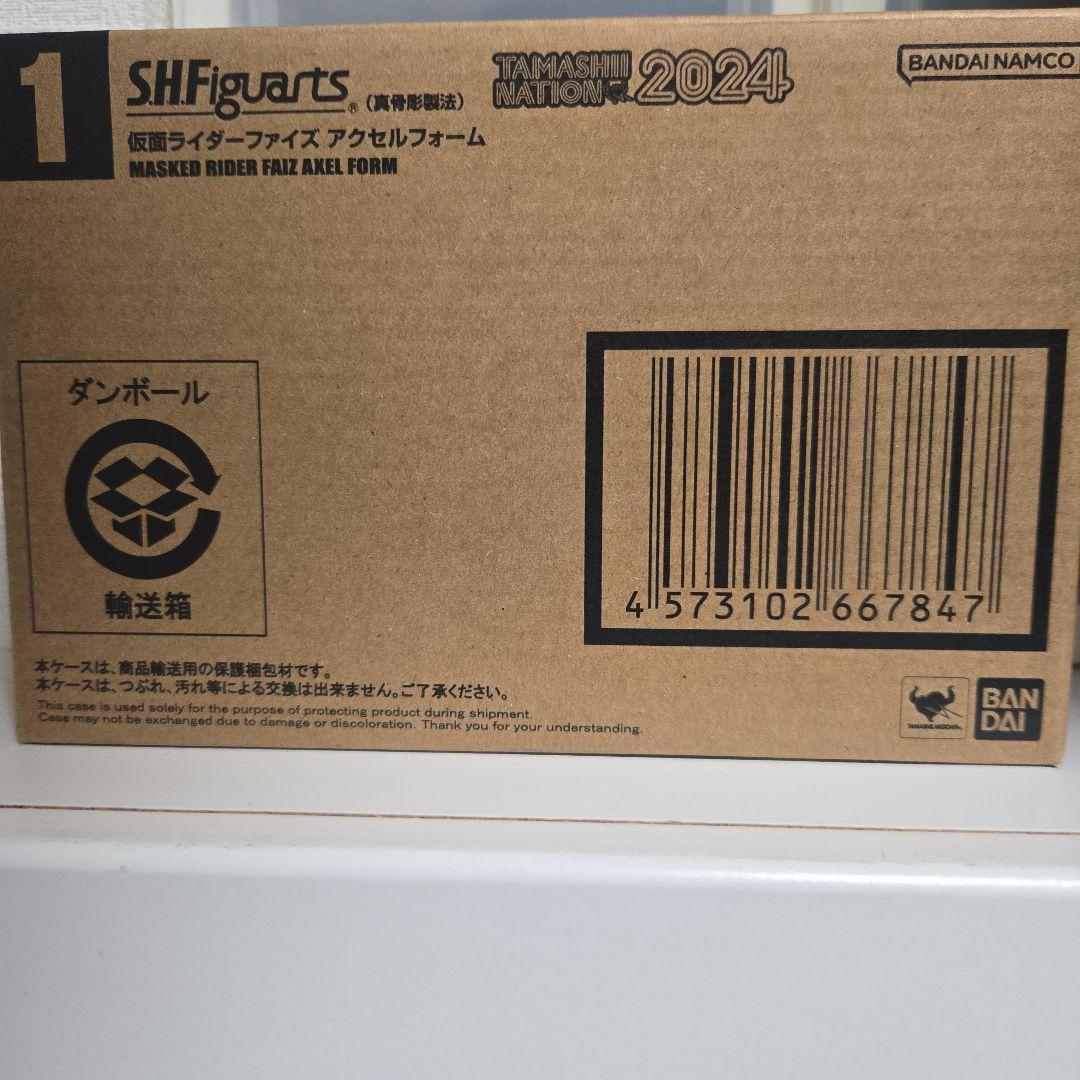 1
S.H.Figuarts® (真骨彫製法)
TAMASHII NATION 2024
BANDAI NAMCO
仮面ライダーファイズ アクセルフォーム
MASKED RIDER FAIZ AXEL FORM
ダンボール
輸送箱
4 573102 667847
本ケースは、商品輸送用の保護梱包材です。
本ケースは、つぶれ、汚れ等による交換は出来ません。ご了承ください。
This case is used solely for the purpose of protecting product during shipment.
Case may not be exchanged due to damage or discoloration. Thank you for your understanding.
TAMASHII NATIONS
BAN
DAI